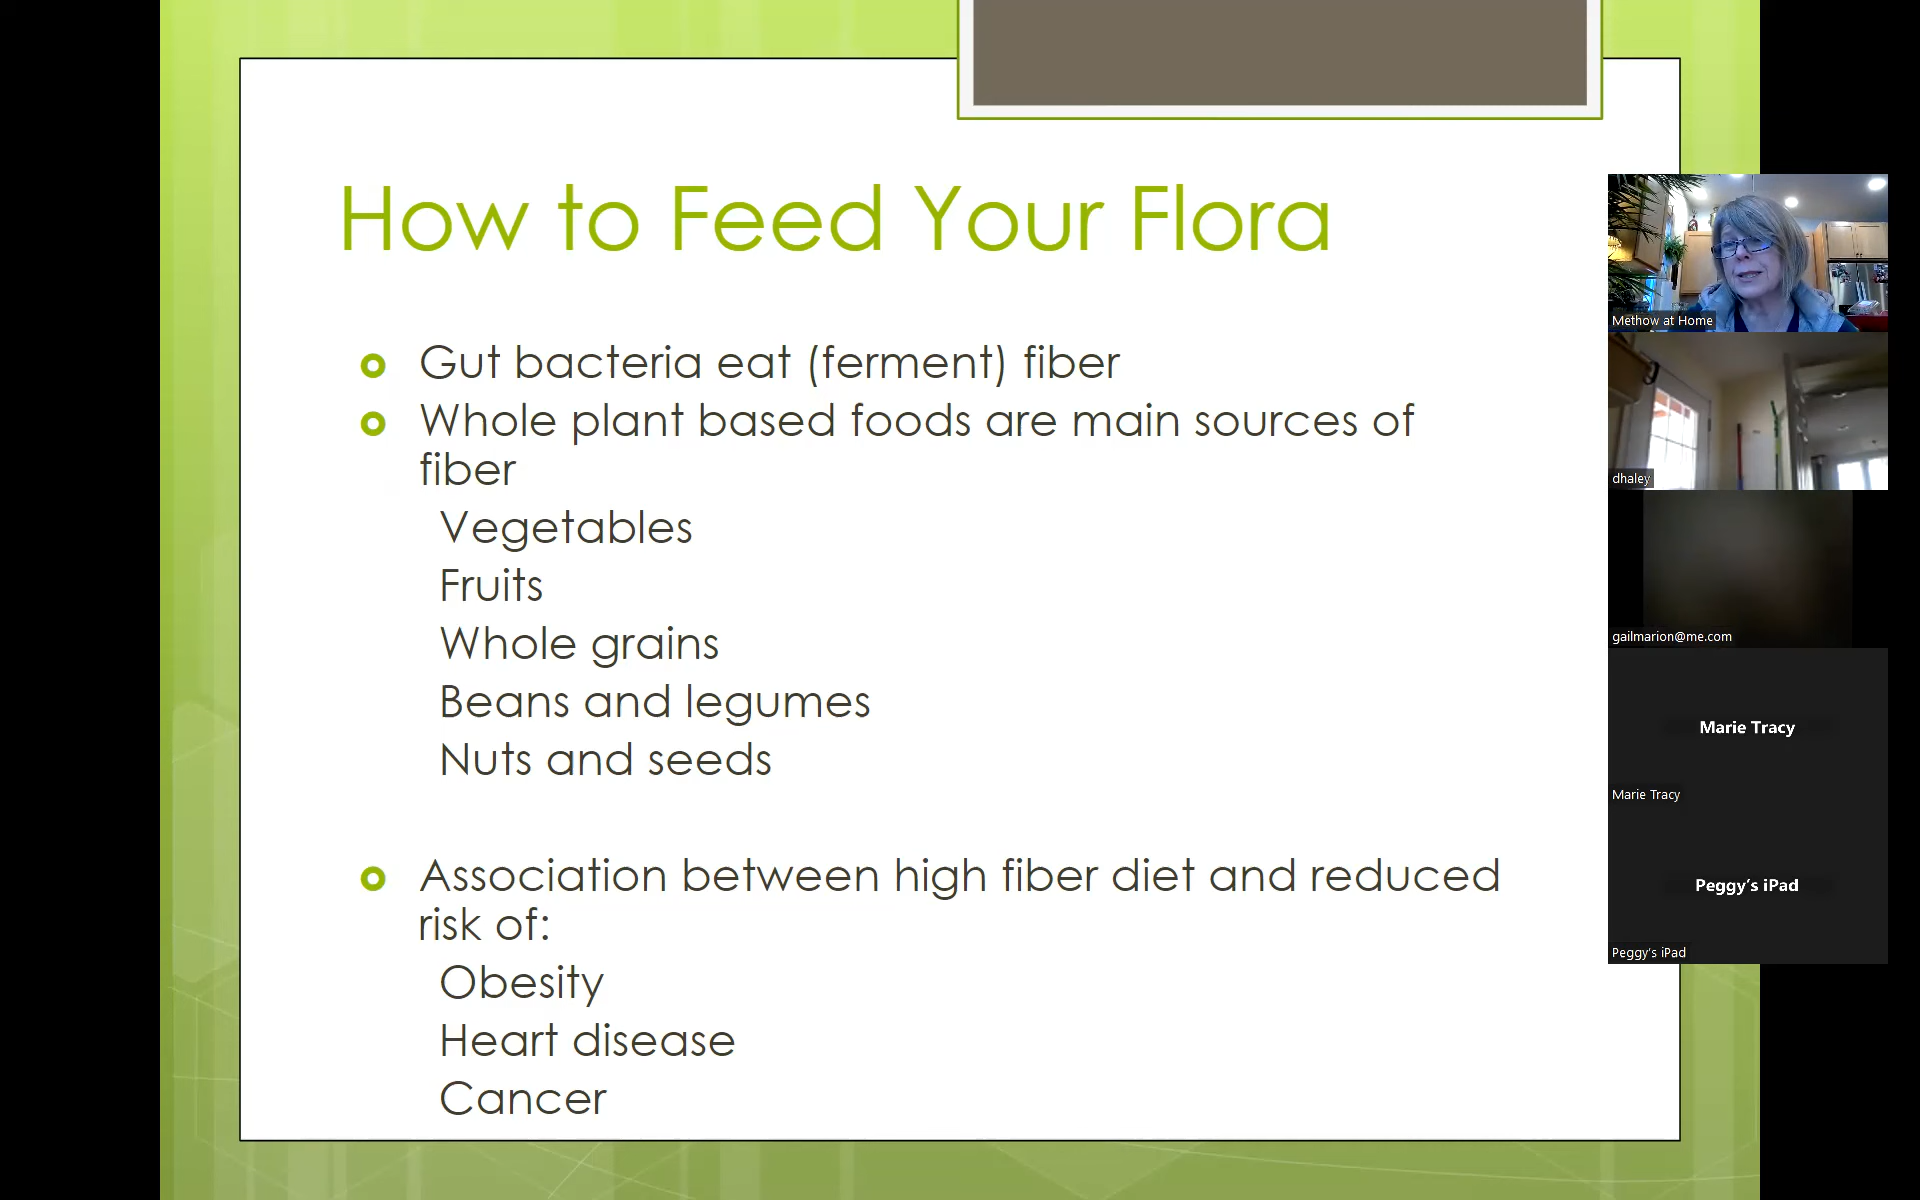 How to Feed Your Flora
Gut bacteria eat (ferment) fiber
Whole plant based foods are main sources of
fiber
Vegetables
Fruits
Whole grains
Beans and legumes
Nuts and seeds
Association between high fiber diet and reduced
risk of:
Obesity
Heart disease
Cancer
Methow at Home
dhaley
gailmarion@me.com
Marie Tracy
Marie Tracy
Peggy’s iPad
Peggy’s iPad